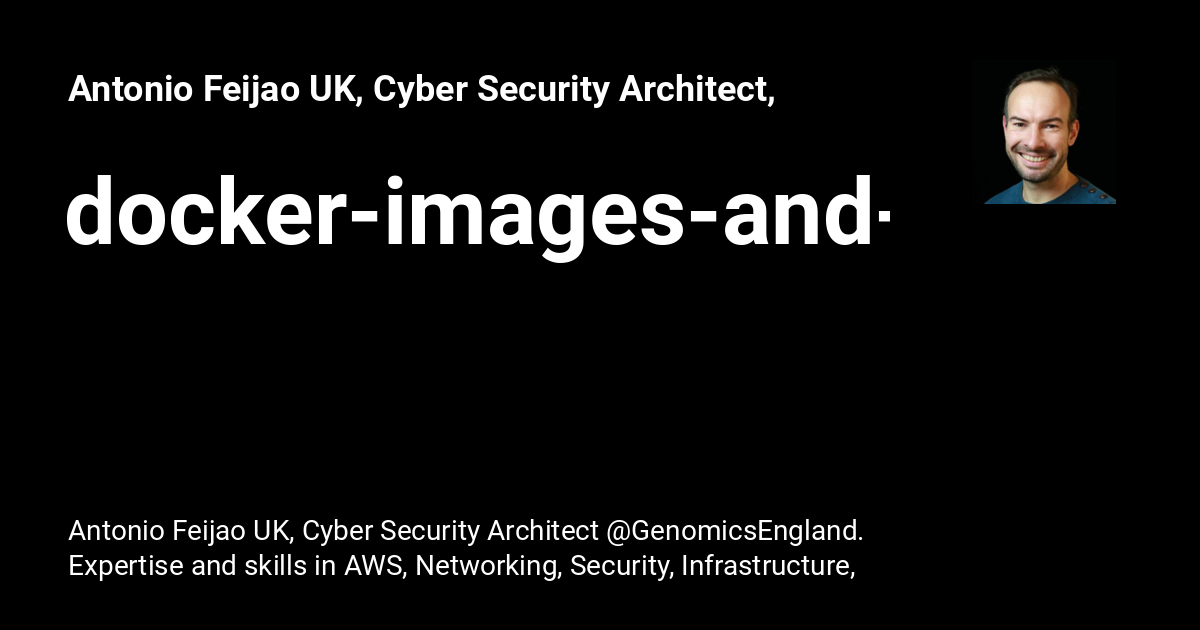 Antonio Feijao UK, Cyber Security Architect,
docker-images-and-
Antonio Feijao UK, Cyber Security Architect @GenomicsEngland.
Expertise and skills in AWS, Networking, Security, Infrastructure,